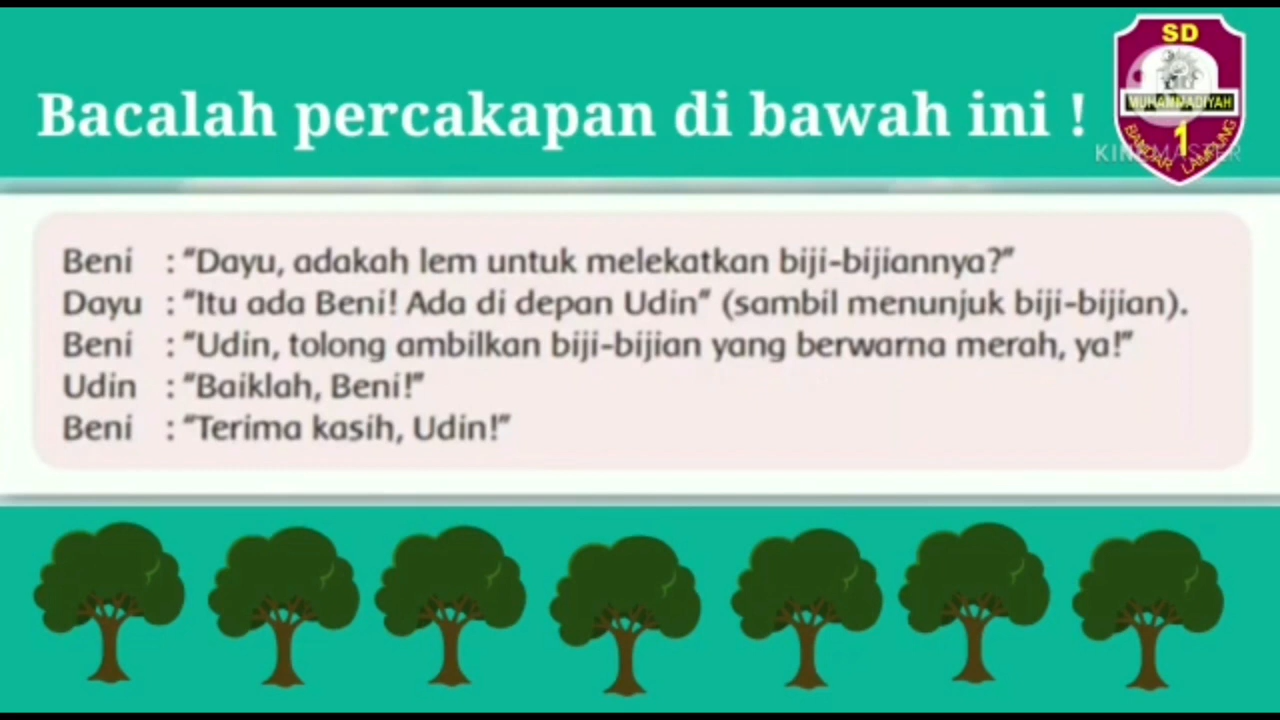 SD
Bacalah percakapan di bawah ini !
MUHAMMADIYAH
1
BANDAR LAMPUNG
KINEMASTER
Beni : “Dayu, adakah lem untuk melekatkan biji-bijiannya?”
Dayu : “Itu ada Beni! Ada di depan Udin” (sambil menunjuk biji-bijian).
Beni : “Udin, tolong ambilkan biji-bijian yang berwarna merah, ya!”
Udin : “Baiklah, Beni!”
Beni : “Terima kasih, Udin!”